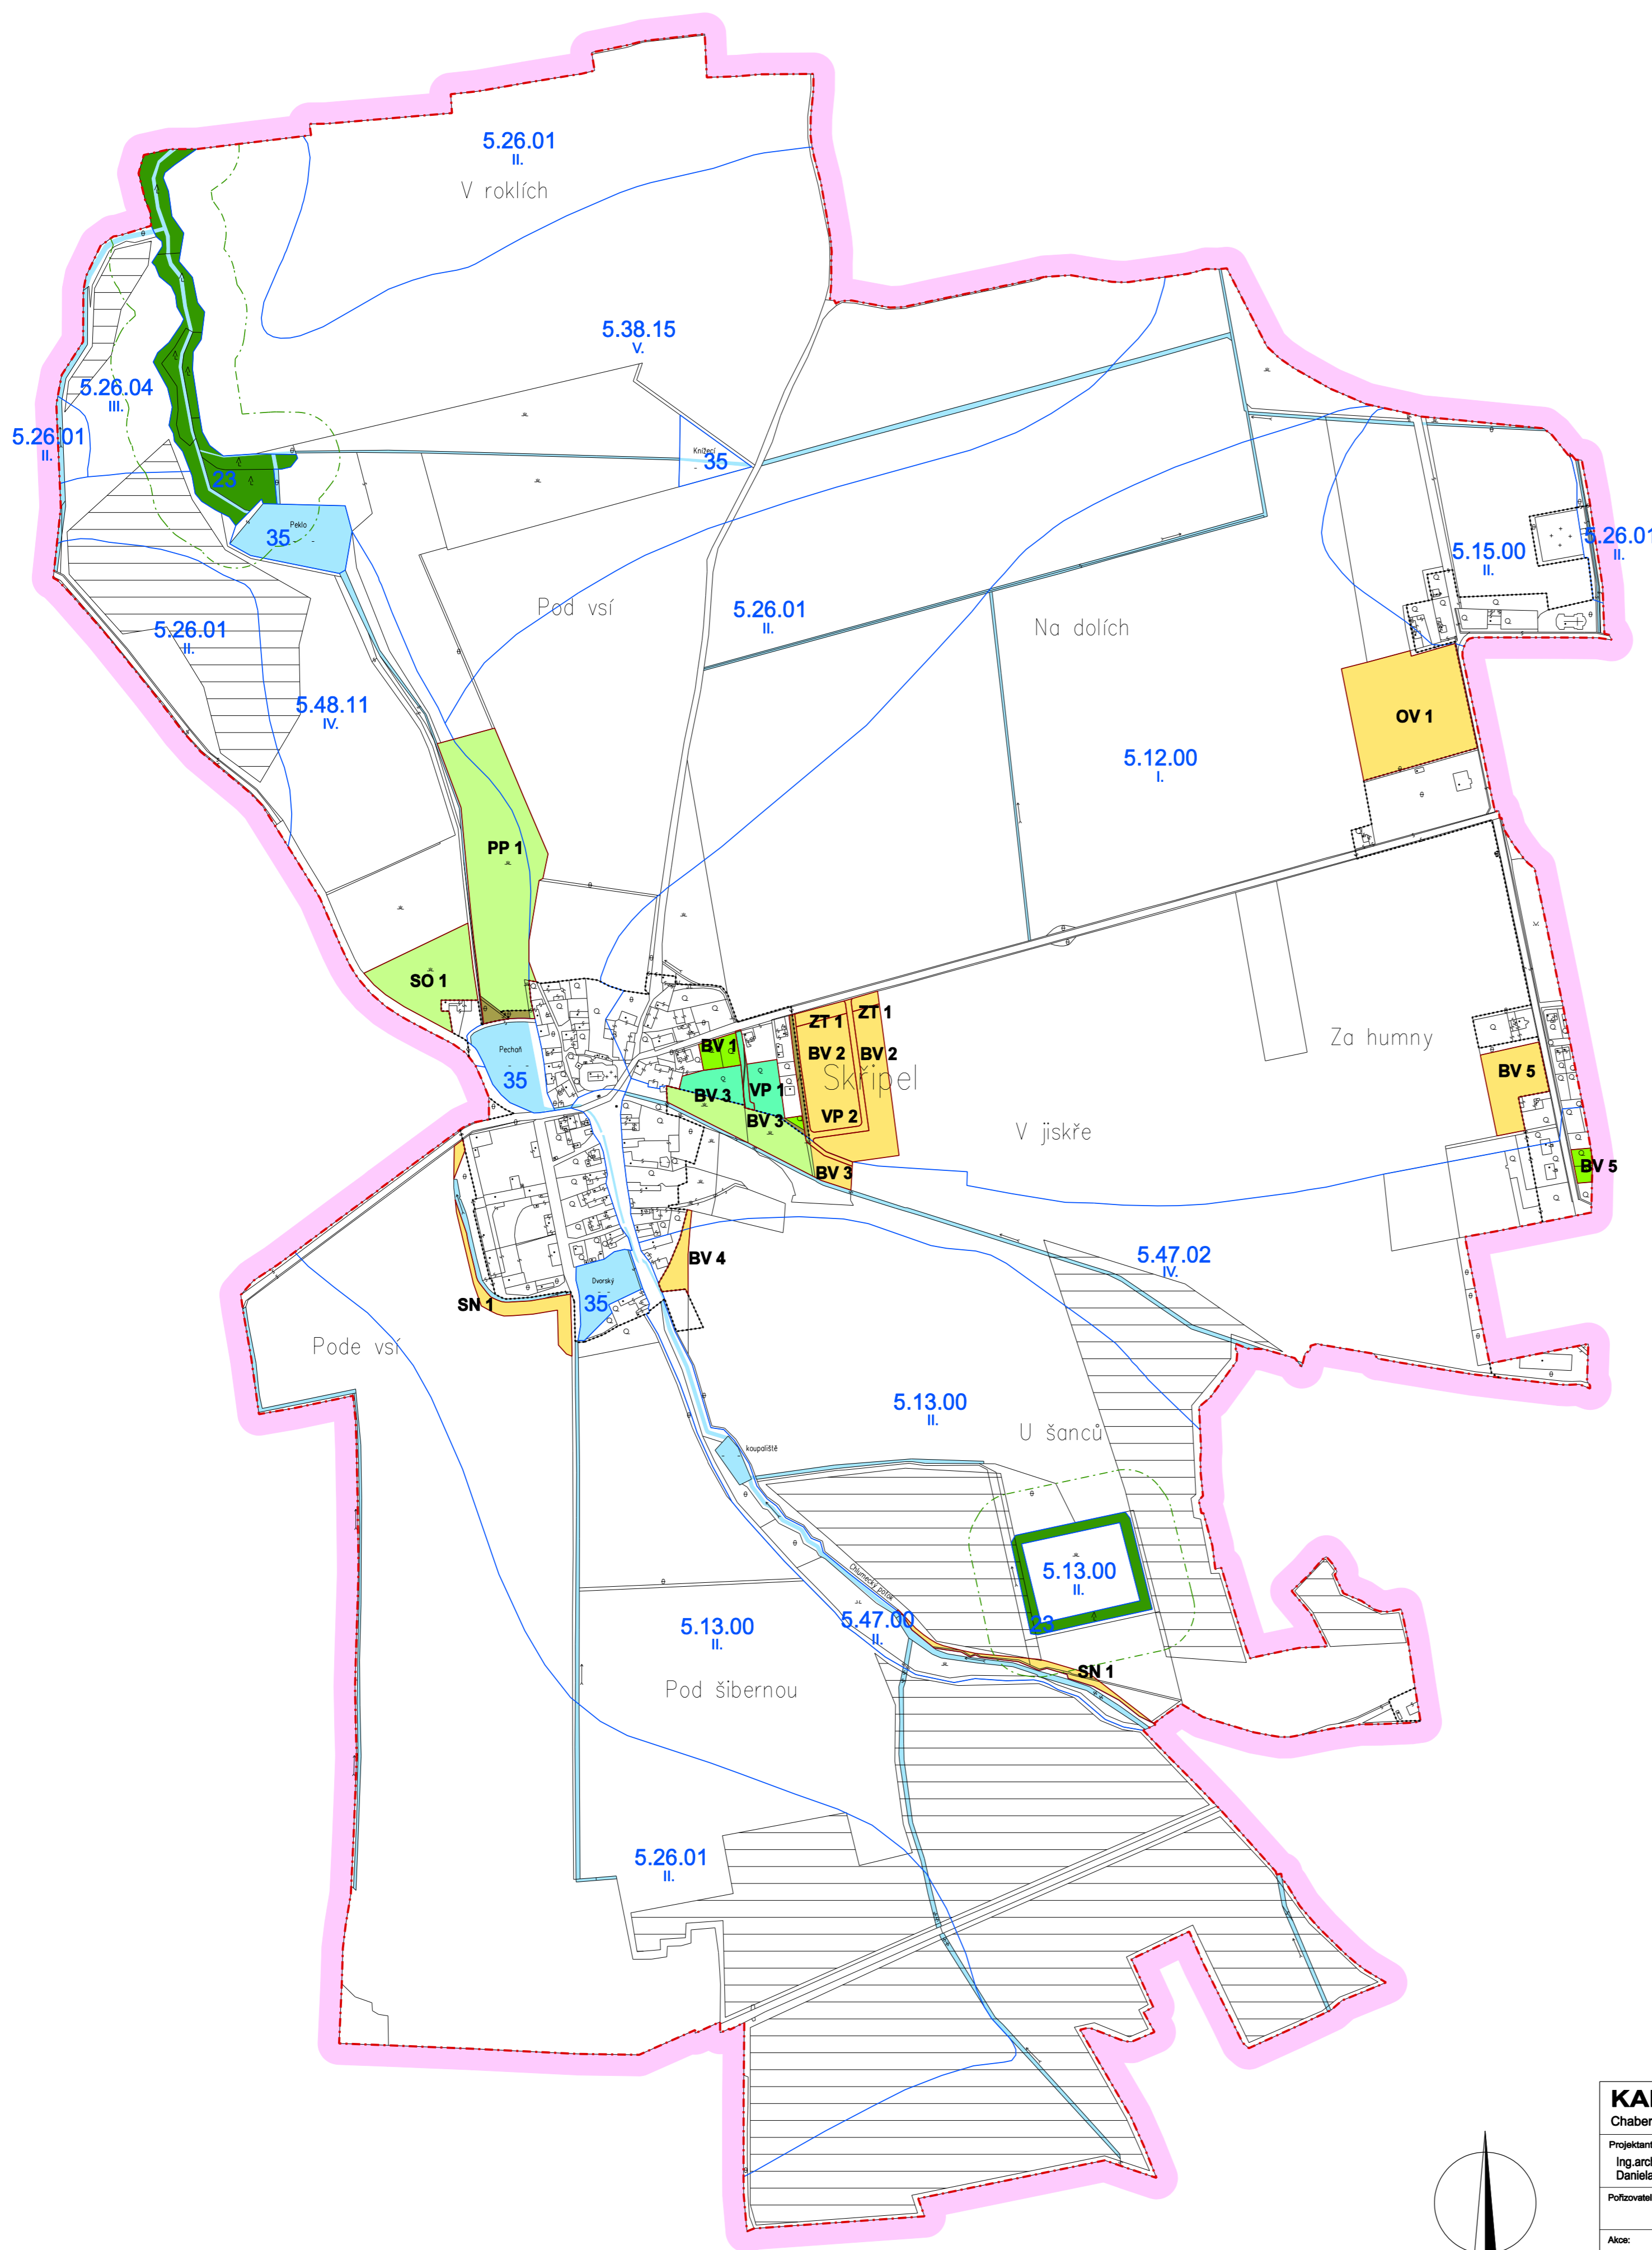 5.26.01
II.
V roklích
5.38.15
V.
5.26.04
III.
5.26.01
II.
Knížecí
35
23
Peklo
35
5.15.00
II.
5.26.01
II.
Pod vsí
5.26.01
II.
Na dolích
5.26.01
II.
5.48.11
IV.
OV 1
5.12.00
I.
PP 1
SO 1
ZT 1
ZT 1
Pechaň
35
BV 1
BV 2
BV 2
Za humny
BV 5
Skřipel
BV 3
VP 1
BV 3
VP 2
V jiskře
BV 3
BV 5
BV 4
5.47.02
IV.
Dvorský
35
SN 1
Pode vsí
5.13.00
II.
U šanců
koupaliště
Chlumecký potok
5.13.00
II.
23
5.13.00
II.
5.47.00
II.
SN 1
Pod šibernou
5.26.01
II.
Chaber
Projektant
Ing.arch
Daniela
Pořizovatel
Akce: